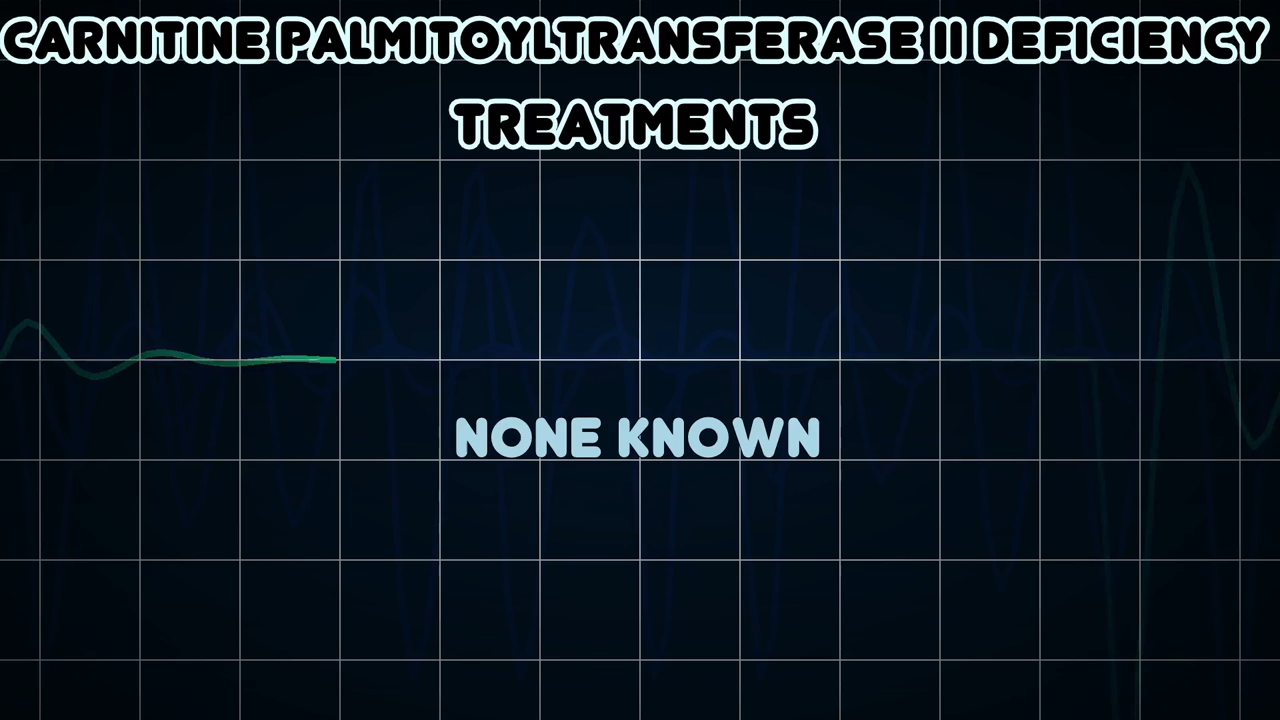 CARNITINE PALMITOYLTRANSFERASE II DEFICIENCY
TREATMENTS
NONE KNOWN